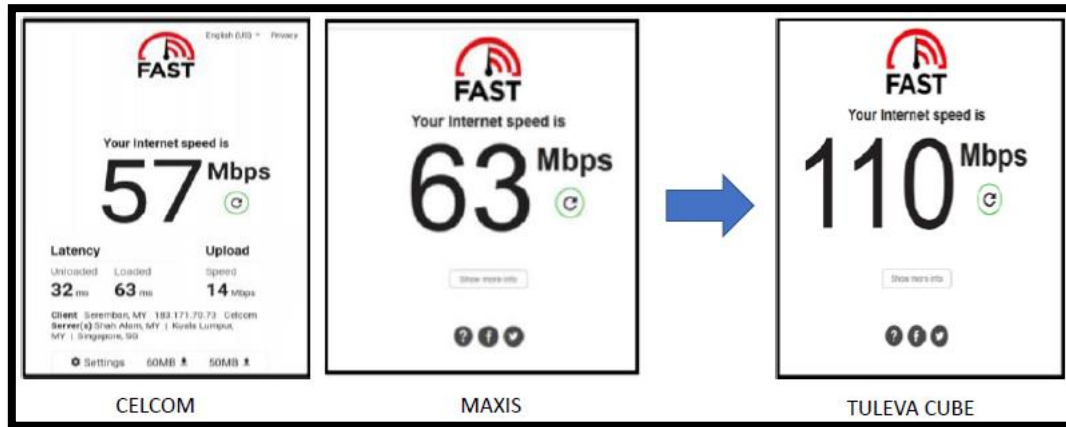 English (US) Privacy
FAST
Your Internet speed is
57 Mbps
Latency Upload
Unloaded Loaded Speed
32 ms 63 ms 14 Mbps
Client Seremban, MY 183.171.70.73 Celcom
Server(s) Shah Alam, MY | Kuala Lumpur,
MY | Singapore, SG
Settings 60MB 50MB
CELCOM
FAST
Your Internet speed is
63 Mbps
Show more info
?
MAXIS
FAST
Your Internet speed is
110 Mbps
Show more info
?
TULEVA CUBE